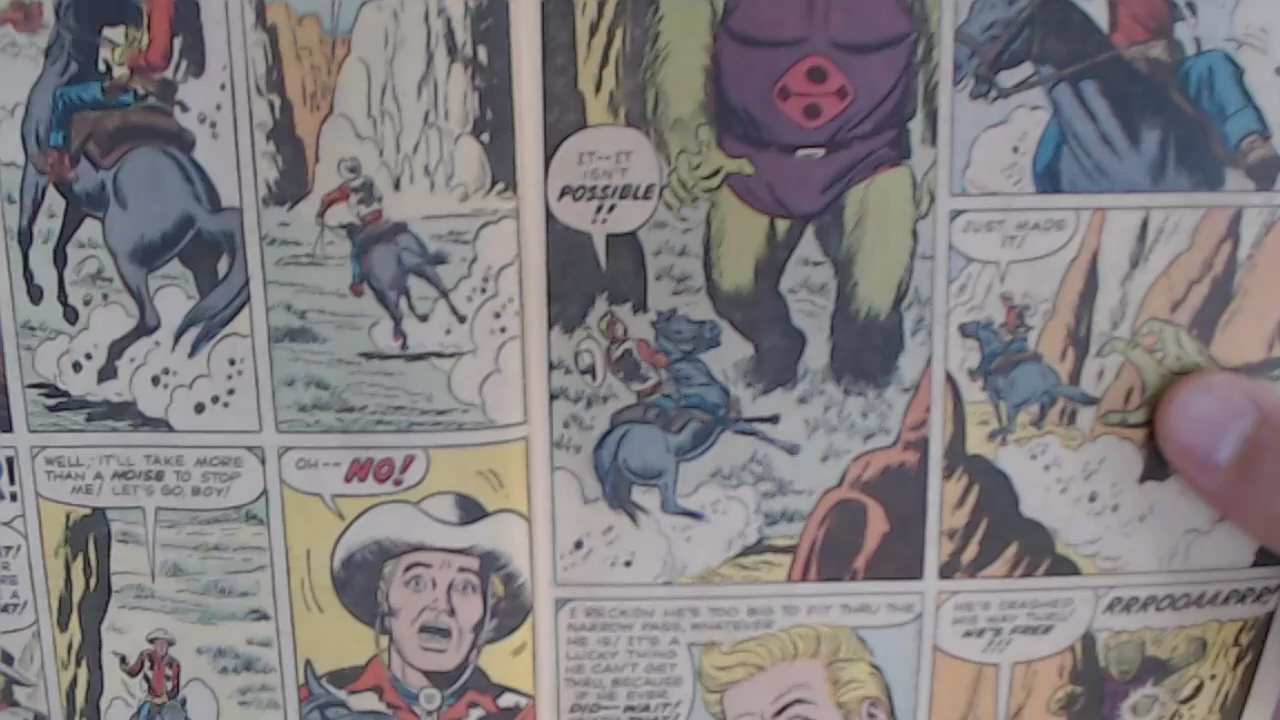 WELL, IT'LL TAKE MORE
THAN A NOISE TO STOP
ME! LET'S GO, BOY!
OH-- NO!
IT--IT
ISN'T
POSSIBLE
!!
JUST MADE
IT!
I RECKON HE'S TOO BIG TO FIT THRU THE
NARROW PASS, WHATEVER
HE IS! IT'S A
LUCKY THING
HE CAN'T GET
THRU, BECAUSE
IF HE EVER
DID--WAIT!
HE'S CRASHED
HIS WAY THRU!
HE'S FREE
!!!
RRROOAARRR